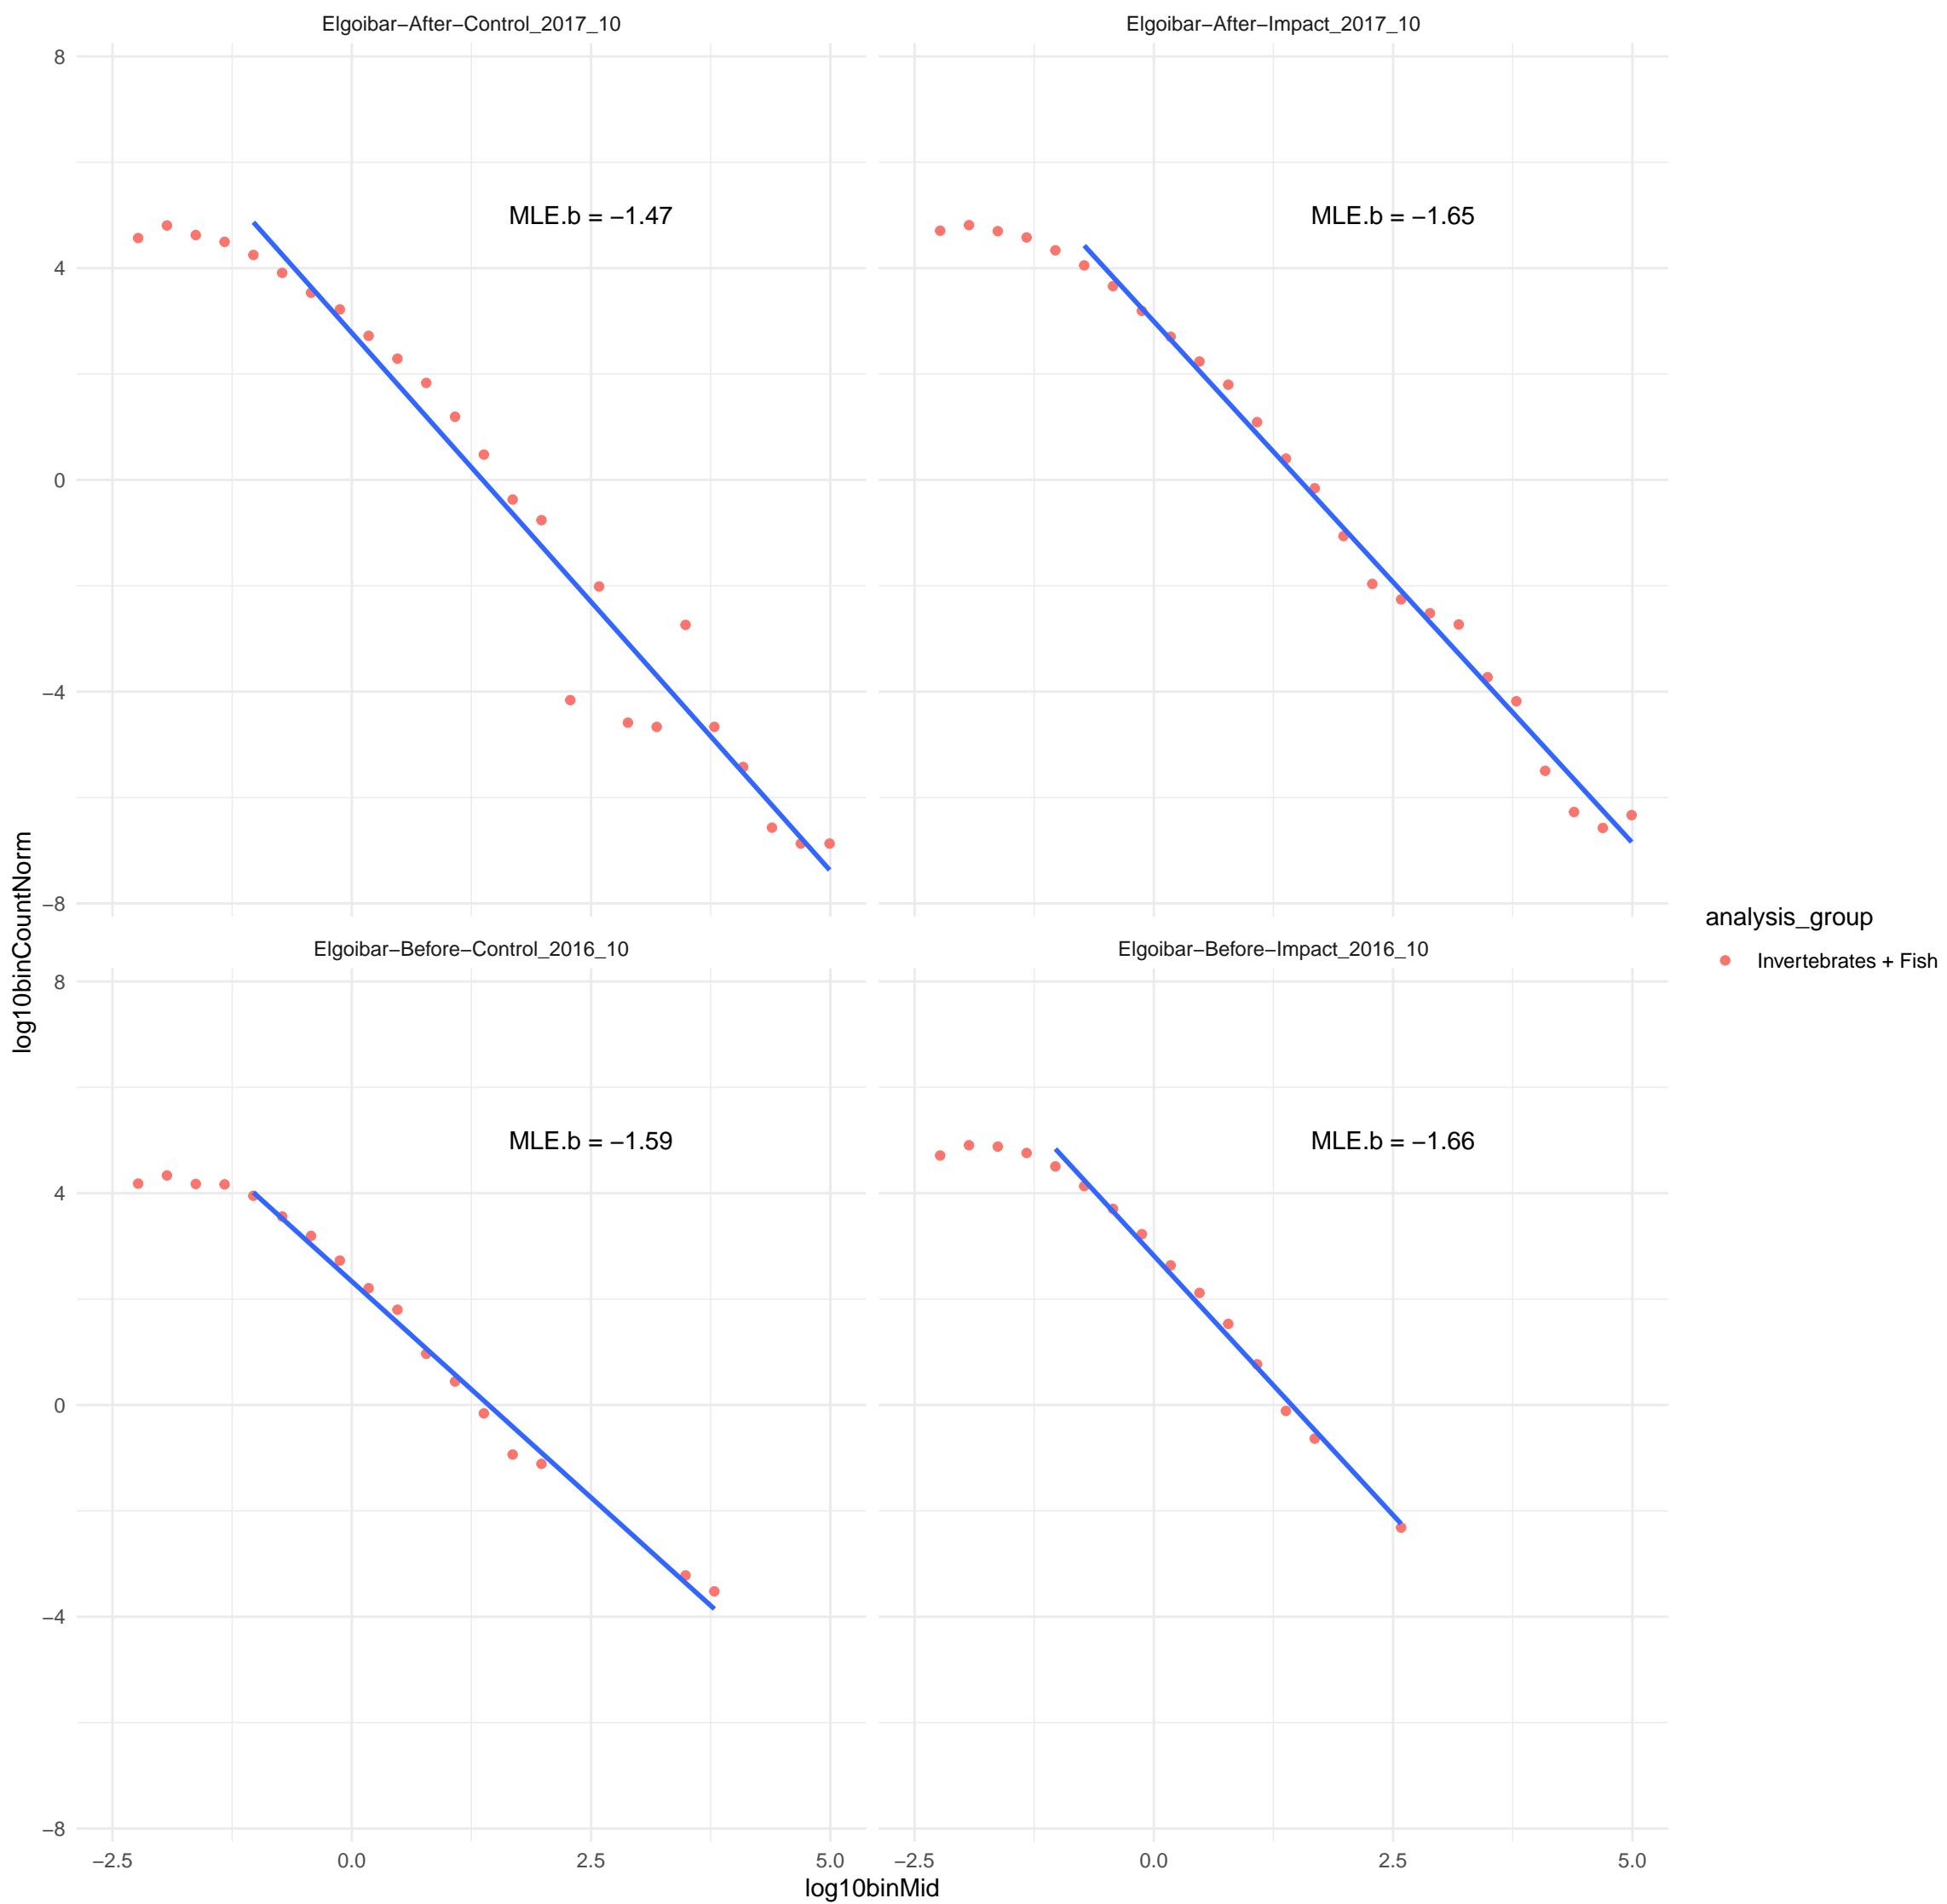 Elgoibar−After−Control_2017_10
Elgoibar−After−Impact_2017_10
8
4
0
−4
−8
MLE.b = −1.47
MLE.b = −1.65
Elgoibar−Before−Control_2016_10
Elgoibar−Before−Impact_2016_10
8
4
0
−4
−8
MLE.b = −1.59
MLE.b = −1.66
−2.5
0.0
2.5
5.0
−2.5
0.0
2.5
5.0
log10binMid
log10binCountNorm
analysis_group
Invertebrates + Fish